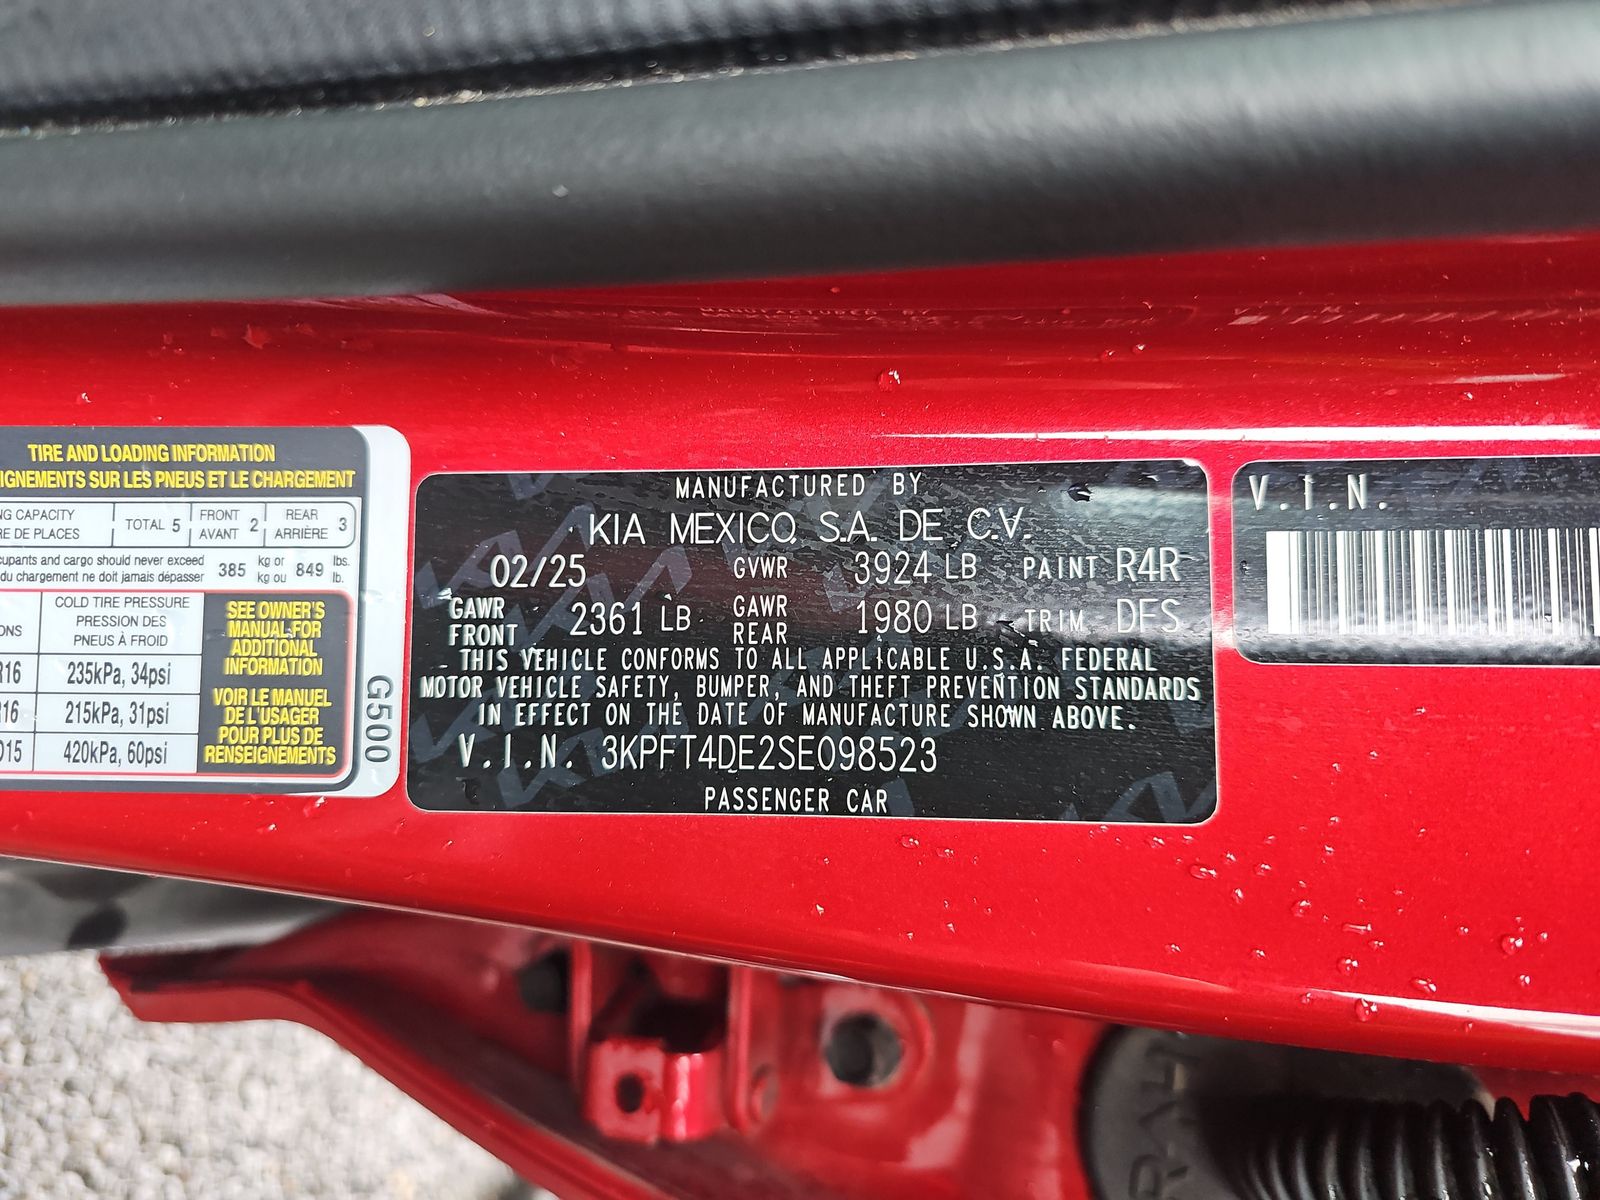 TIRE AND LOADING INFORMATION
IGNEMENTS SUR LES PNEUS ET LE CHARGEMENT
NG CAPACITY
RE DE PLACES
TOTAL 5
FRONT
AVANT 2
REAR
ARRIÈRE 3
cupants and cargo should never exceed
du chargement ne doit jamais dépasser
385 kg or
kg ou 849 lbs.
lb.
ONS
COLD TIRE PRESSURE
PRESSION DES
PNEUS À FROID
R16 235kPa, 34psi
R16 215kPa, 31psi
D15 420kPa, 60psi
SEE OWNER'S
MANUAL FOR
ADDITIONAL
INFORMATION
VOIR LE MANUEL
DE L'USAGER
POUR PLUS DE
RENSEIGNEMENTS
G500
MANUFACTURED BY
KIA MEXICO, S.A. DE C.V.
02/25 GVWR 3924 LB PAINT R4R
GAWR FRONT 2361 LB GAWR REAR 1980 LB TRIM DFS
THIS VEHICLE CONFORMS TO ALL APPLICABLE U.S.A. FEDERAL
MOTOR VEHICLE SAFETY, BUMPER, AND THEFT PREVENTION STANDARDS
IN EFFECT ON THE DATE OF MANUFACTURE SHOWN ABOVE.
V.I.N. 3KPFT4DE2SE098523
PASSENGER CAR
V.I.N.